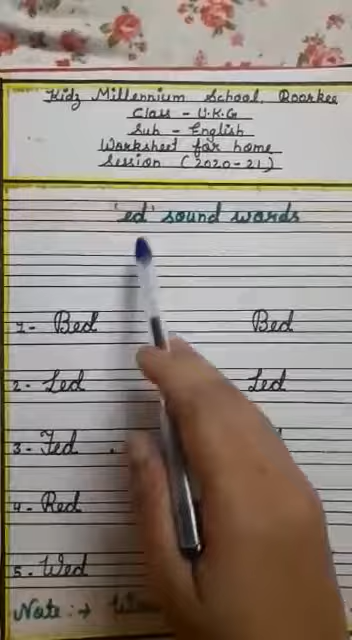 Kidz Millennium School, Roorkee
Class - U.K.G
Sub - English
Worksheet for home
Session (2020-21)
'ed' sound words
1- Bed Bed
2- Led Led
3- Fed
4- Red
5- Wed
Note :→